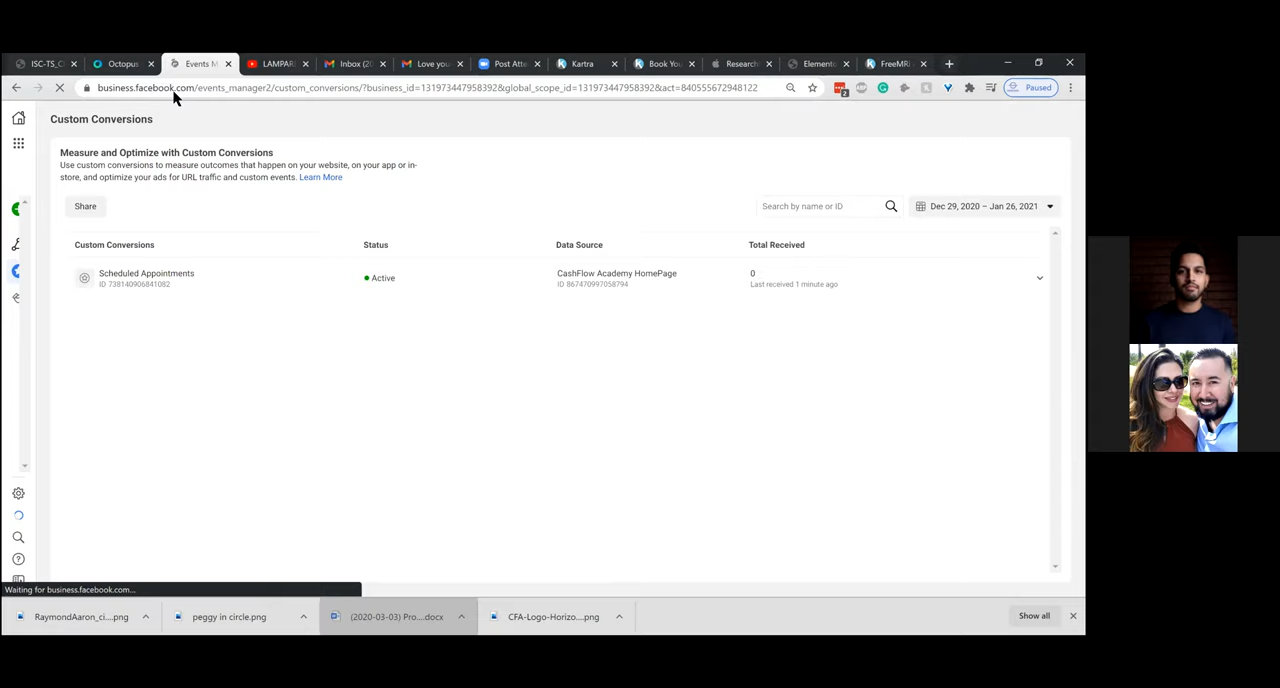 ISC-TS_C
Octopus
Events M
LAMPARI
Inbox (2
Love you
Post Atte
Kartra
Book You
Research
Elemento
FreeMRi
business.facebook.com/events_manager2/custom_conversions/?business_id=131973447958392&global_scope_id=131973447958392&act=840555672948122
2
Paused
Custom Conversions
Measure and Optimize with Custom Conversions
Use custom conversions to measure outcomes that happen on your website, on your app or in-
store, and optimize your ads for URL traffic and custom events. Learn More
Share
Search by name or ID
Dec 29, 2020 – Jan 26, 2021
Custom Conversions
Status
Data Source
Total Received
Scheduled Appointments
Active
CashFlow Academy HomePage
0
ID 738140906841082
ID 867470997058794
Last received 1 minute ago
Waiting for business.facebook.com...
RaymondAaron_ci....png
peggy in circle.png
(2020-03-03) Pro....docx
CFA-Logo-Horizo....png
Show all